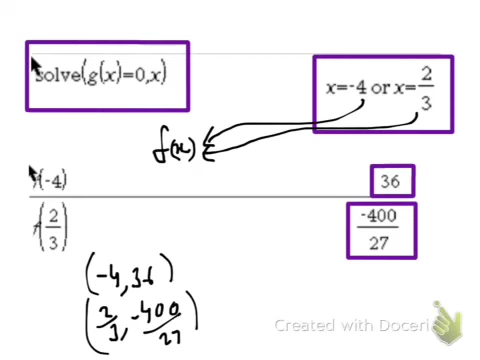 solve(g(x)=0,x)
x=-4 or x=2/3
f(x)
f(-4)
36
f(2/3)
-400/27
(-4, 36)
(2/3, -400/27)
Created with Doceri